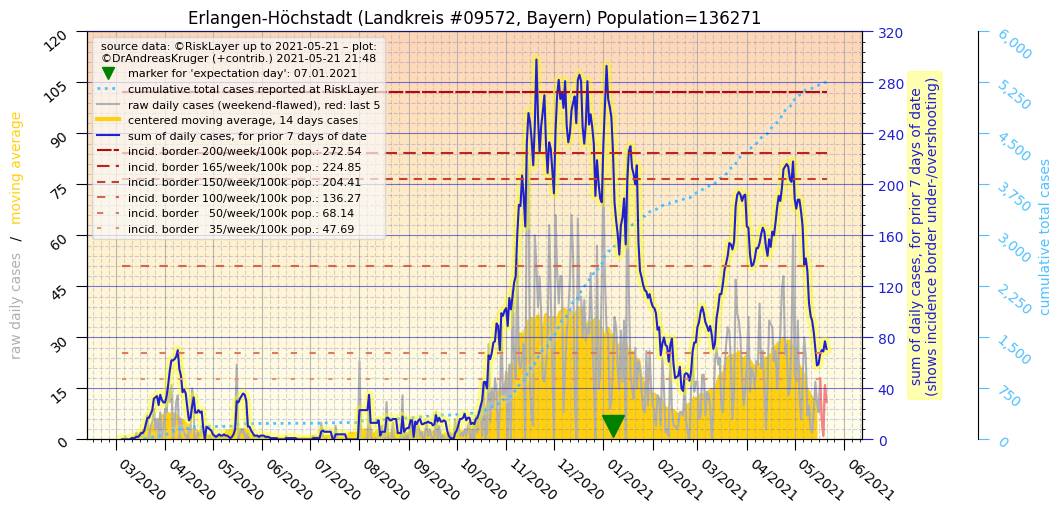 Erlangen-Höchstadt (Landkreis #09572, Bayern) Population=136271
source data: ©RiskLayer up to 2021-05-21 – plot:
©DrAndreasKruger (+contrib.) 2021-05-21 21:48
marker for 'expectation day': 07.01.2021
cumulative total cases reported at RiskLayer
raw daily cases (weekend-flawed), red: last 5
centered moving average, 14 days cases
sum of daily cases, for prior 7 days of date
incid. border 200/week/100k pop.: 272.54
incid. border 165/week/100k pop.: 224.85
incid. border 150/week/100k pop.: 204.41
incid. border 100/week/100k pop.: 136.27
incid. border   50/week/100k pop.: 68.14
incid. border   35/week/100k pop.: 47.69
raw daily cases / moving average
120
105
90
75
60
45
30
15
0
03/2020
04/2020
05/2020
06/2020
07/2020
08/2020
09/2020
10/2020
11/2020
12/2020
01/2021
02/2021
03/2021
04/2021
05/2021
06/2021
320
280
240
200
160
120
80
40
0
sum of daily cases, for prior 7 days of date
(shows incidence border under-/overshooting)
6,000
5,250
4,500
3,750
3,000
2,250
1,500
750
0
cumulative total cases